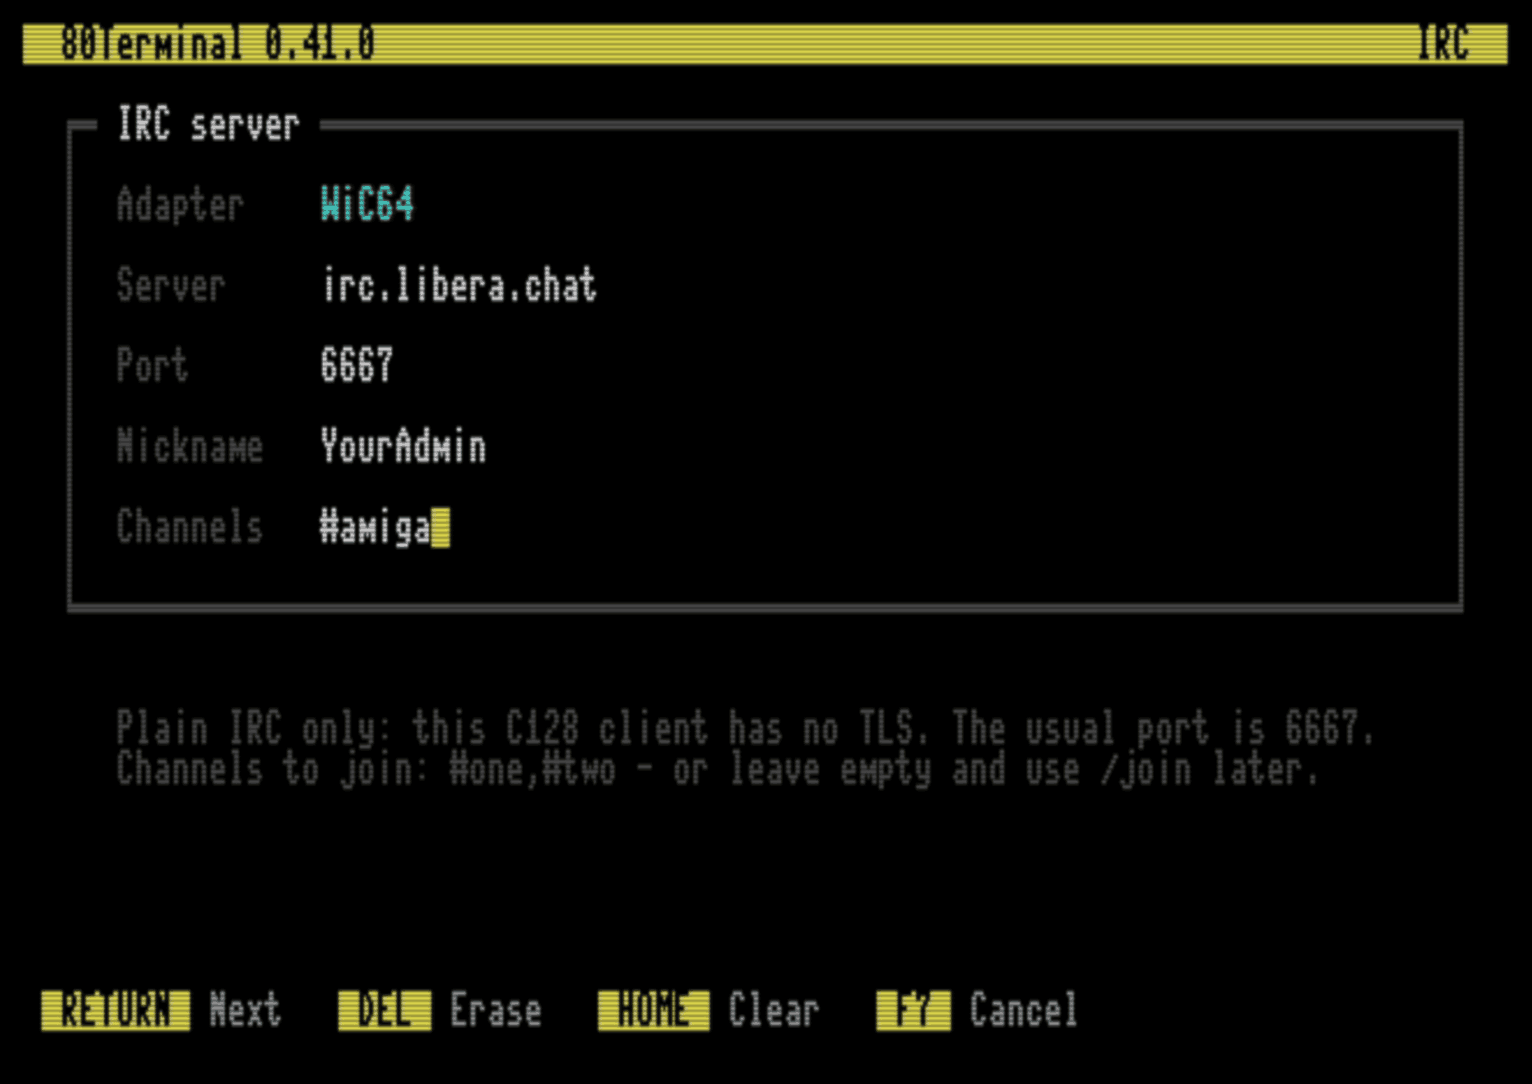 80Terminal 0.41.0 IRC
IRC server
Adapter WiC64
Server irc.libera.chat
Port 6667
Nickname YourAdmin
Channels #amiga
Plain IRC only: this C128 client has no TLS. The usual port is 6667.
Channels to join: #one,#two - or leave empty and use /join later.
RETURN Next DEL Erase HOME Clear F7 Cancel